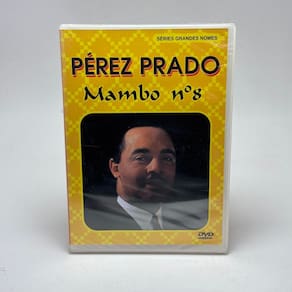 SÉRIES GRANDES NOMES
PÉREZ PRADO
Mambo nº8
DVD